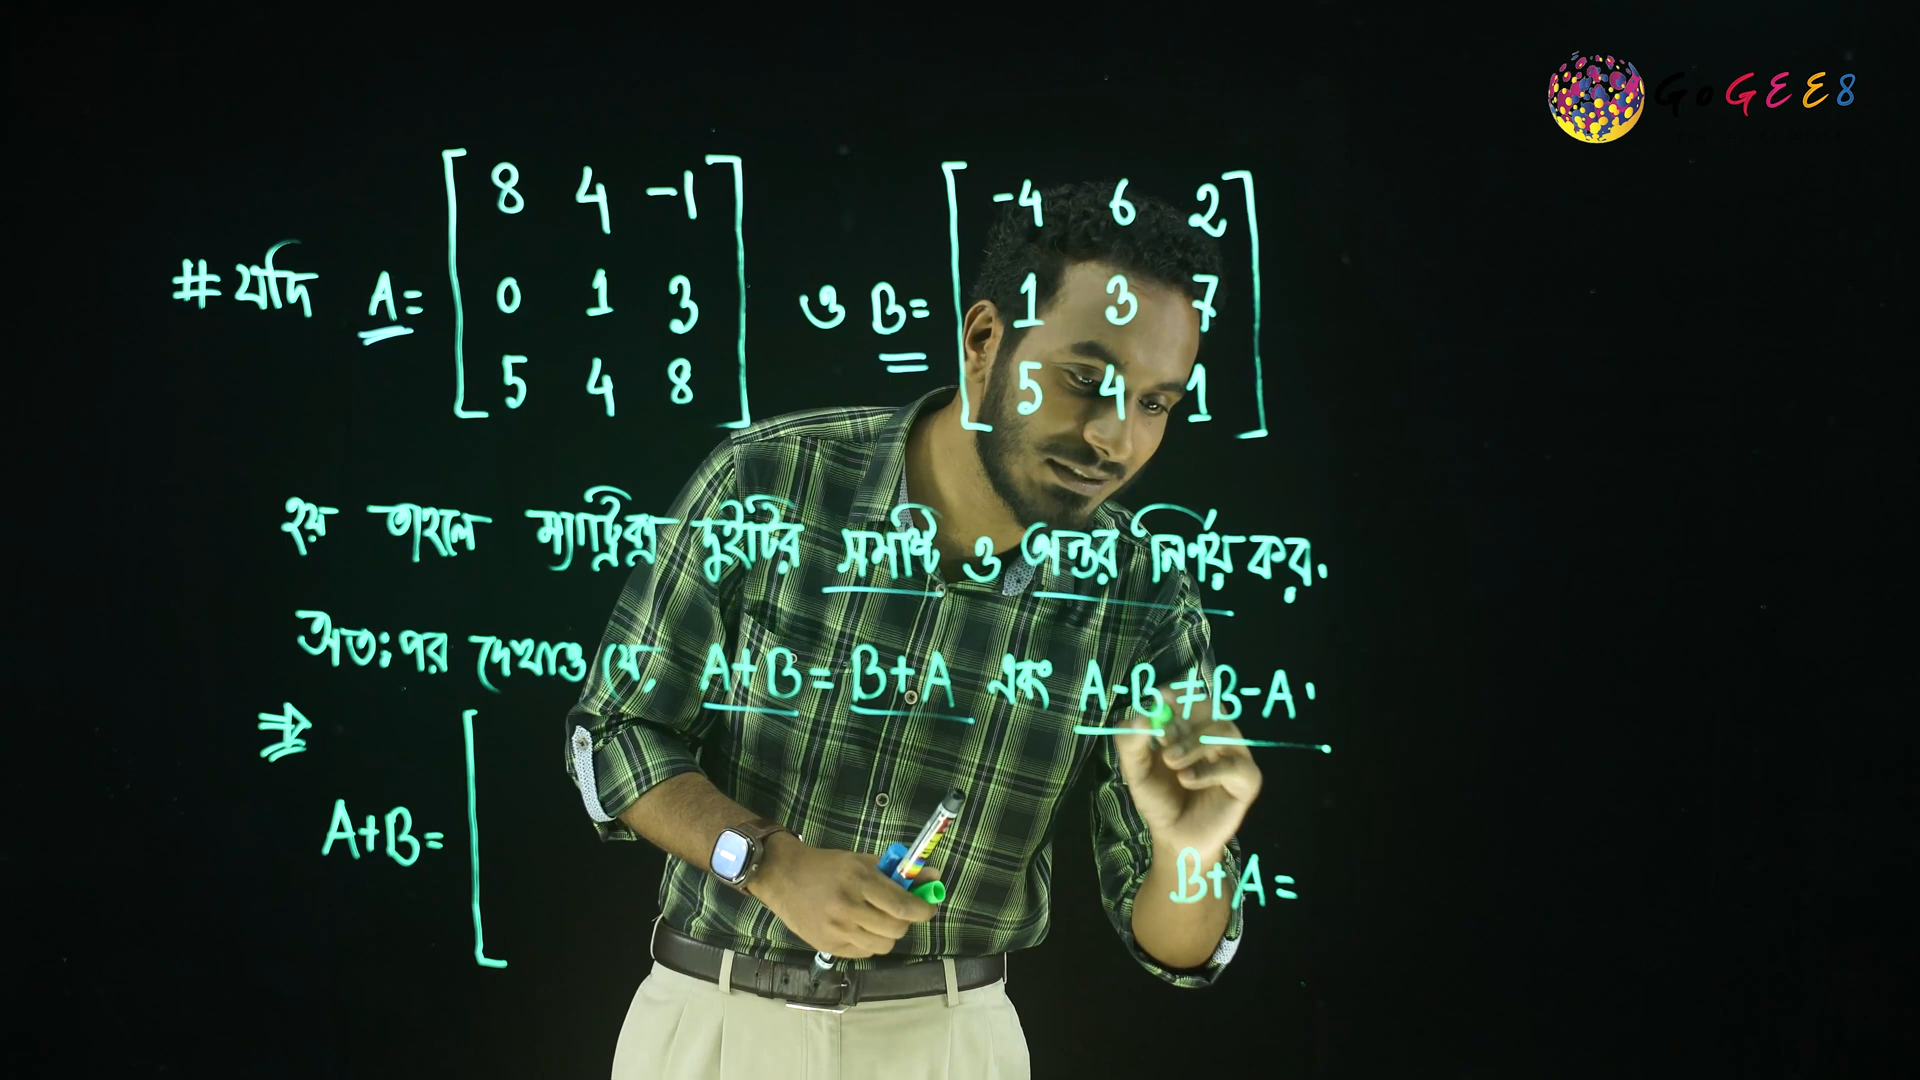 GoGEE8
# যদি A = [ 8 4 -1 ও B = [ -4 6 2
0 1 3 1 3 7
5 4 8 ] 5 4 1 ]
হয় তাহলে ম্যাট্রিক্স দুইটির সমষ্টি ও অন্তর নির্ণয় কর.
অত:পর দেখাও যে, A+B = B+A এবং A-B ≠ B-A.
⇒
A+B = [
B+A =